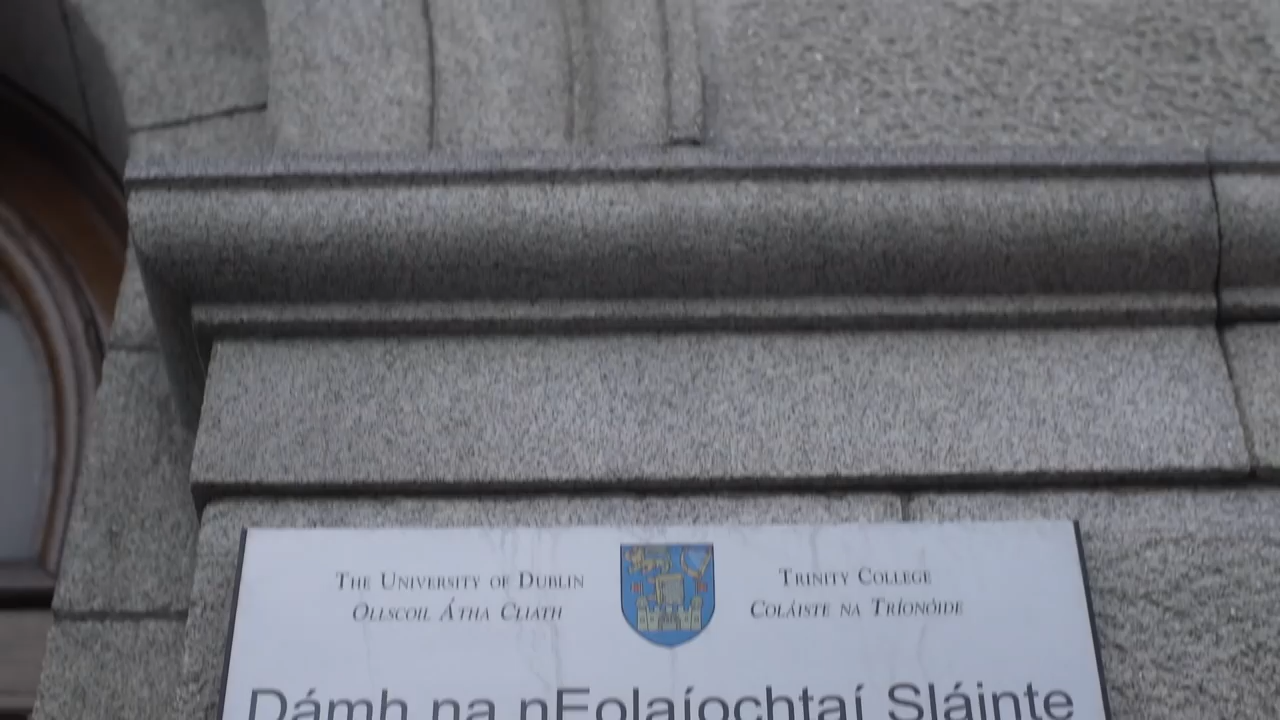 THE UNIVERSITY OF DUBLIN
OLLSCOIL ÁTHA CLIATH
TRINITY COLLEGE
COLÁISTE NA TRÍONÓIDE
Dámh na nEolaíochtaí Sláinte